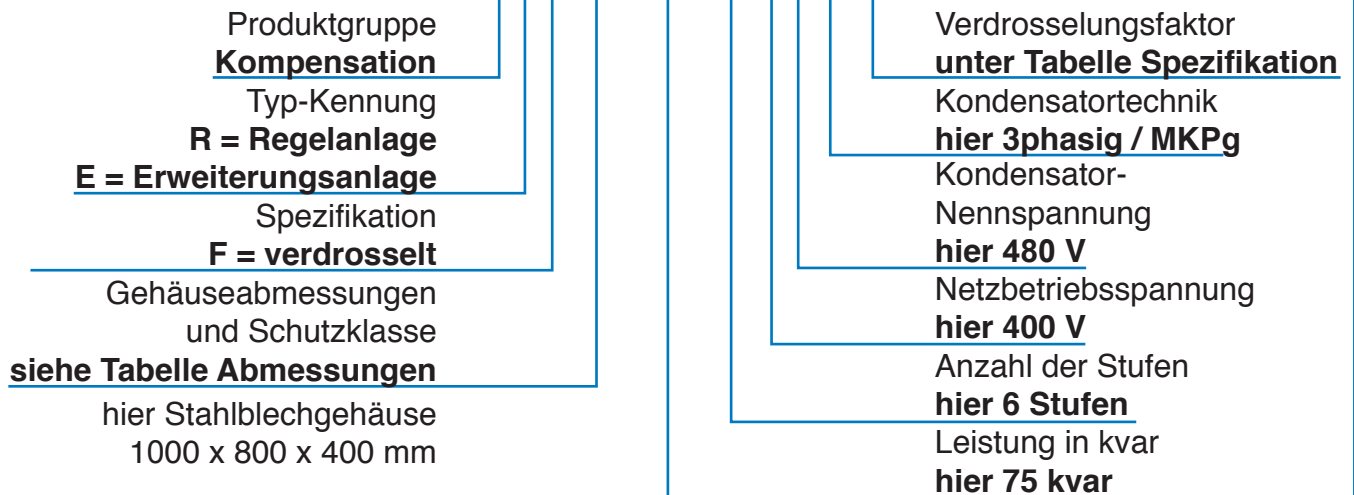 Produktgruppe
Kompensation
Typ-Kennung
R = Regelanlage
E = Erweiterungsanlage
Spezifikation
F = verdrosselt
Gehäuseabmessungen
und Schutzklasse
siehe Tabelle Abmessungen
hier Stahlblechgehäuse
1000 x 800 x 400 mm
Verdrosselungsfaktor
unter Tabelle Spezifikation
Kondensatortechnik
hier 3phasig / MKPg
Kondensator-
Nennspannung
hier 480 V
Netzbetriebsspannung
hier 400 V
Anzahl der Stufen
hier 6 Stufen
Leistung in kvar
hier 75 kvar